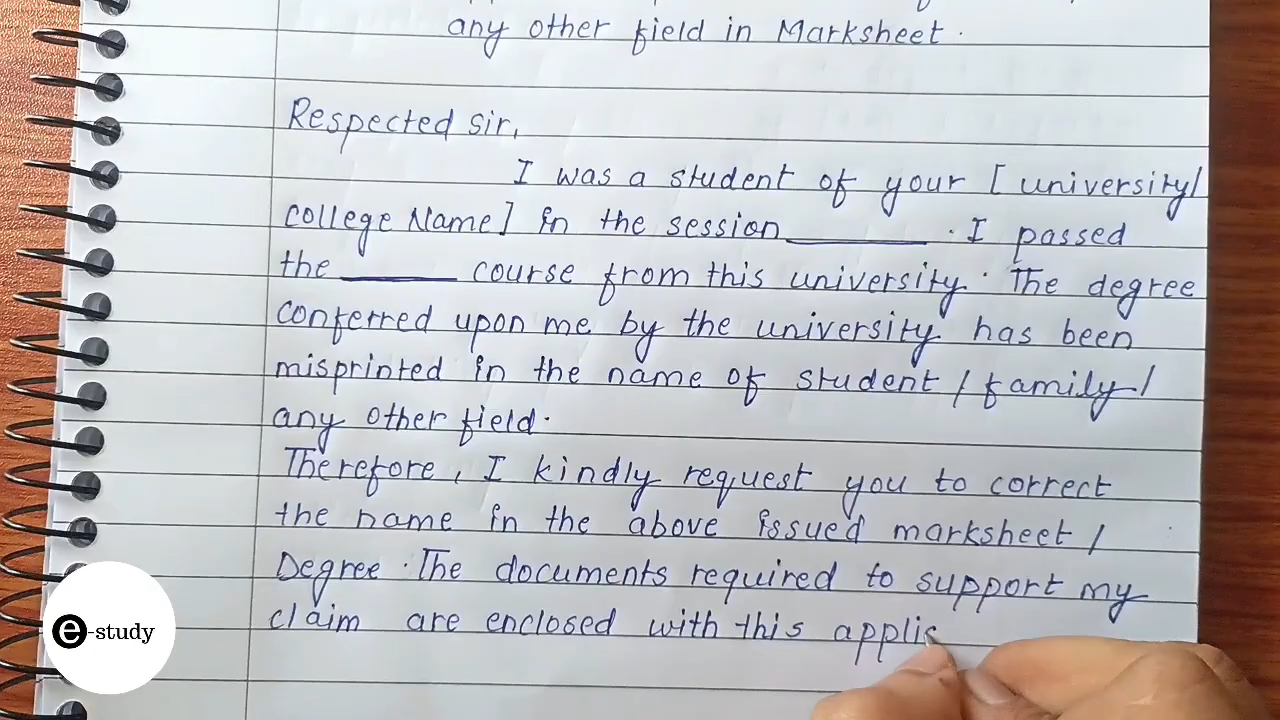 any other field in Marksheet.
Respected Sir,
I was a student of your [university/
College Name] in the session ________. I passed
the ______ course from this university. The degree
conferred upon me by the university has been
misprinted in the name of student / family /
any other field.
Therefore, I kindly request you to correct
the name in the above issued marksheet /
Degree. The documents required to support my
claim are enclosed with this applic
e-study